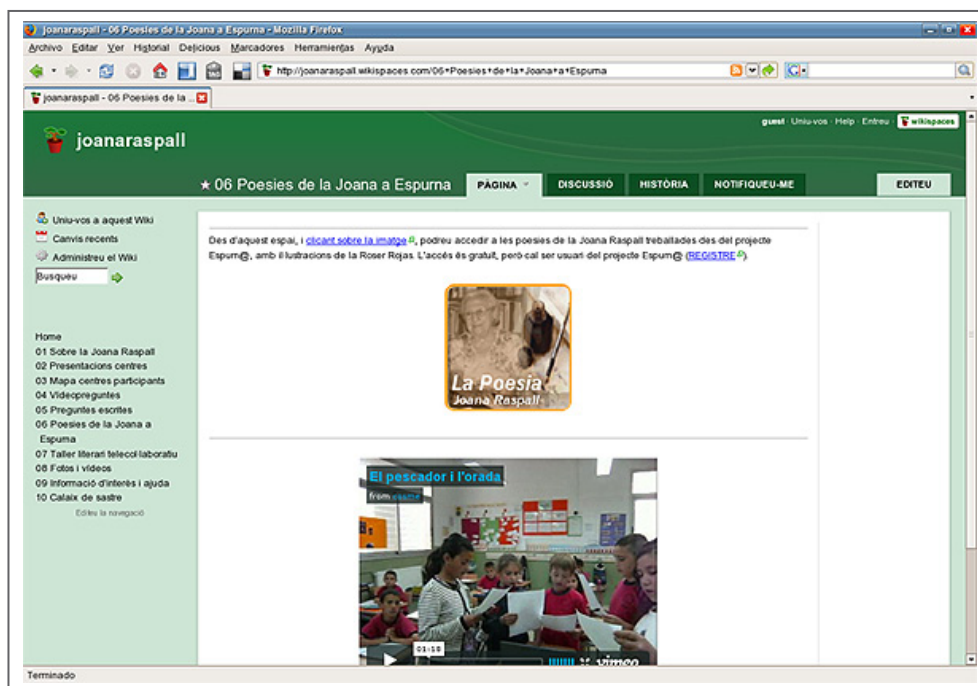 joanaraspall - 06 Poesies de la Joana a Espurna - Mozilla Firefox
Archivo Editar Ver Historial Delicious Marcadores Herramientas Ayuda
http://joanaraspall.wikispaces.com/06+Poesies+de+la+Joana+a+Espurna
joanaraspall - 06 Poesies de la ...
guest · Uniu-vos · Help · Entreu · wikispaces
joanaraspall
★ 06 Poesies de la Joana a Espurna PÀGINA DISCUSSIÓ HISTÒRIA NOTIFIQUEU-ME EDITEU
Uniu-vos a aquest Wiki
Canvis recents
Administreu el Wiki
Busqueu
Home
01 Sobre la Joana Raspall
02 Presentacions centres
03 Mapa centres participants
04 Videopreguntes
05 Preguntes escrites
06 Poesies de la Joana a
Espurna
07 Taller literari telecol·laboratiu
08 Fotos i vídeos
09 Informació d'interès i ajuda
10 Calaix de sastre
Editeu la navegació
Des d'aquest espai, i clicant sobre la imatge, podreu accedir a les poesies de la Joana Raspall treballades des del projecte
Espurn@, amb il·lustracions de la Roser Rojas. L'accés és gratuït, però cal ser usuari del projecte Espurn@ (REGISTRE).
La Poesia
Joana Raspall
El pescador i l'orada
from
01:18
vimeo
Terminado